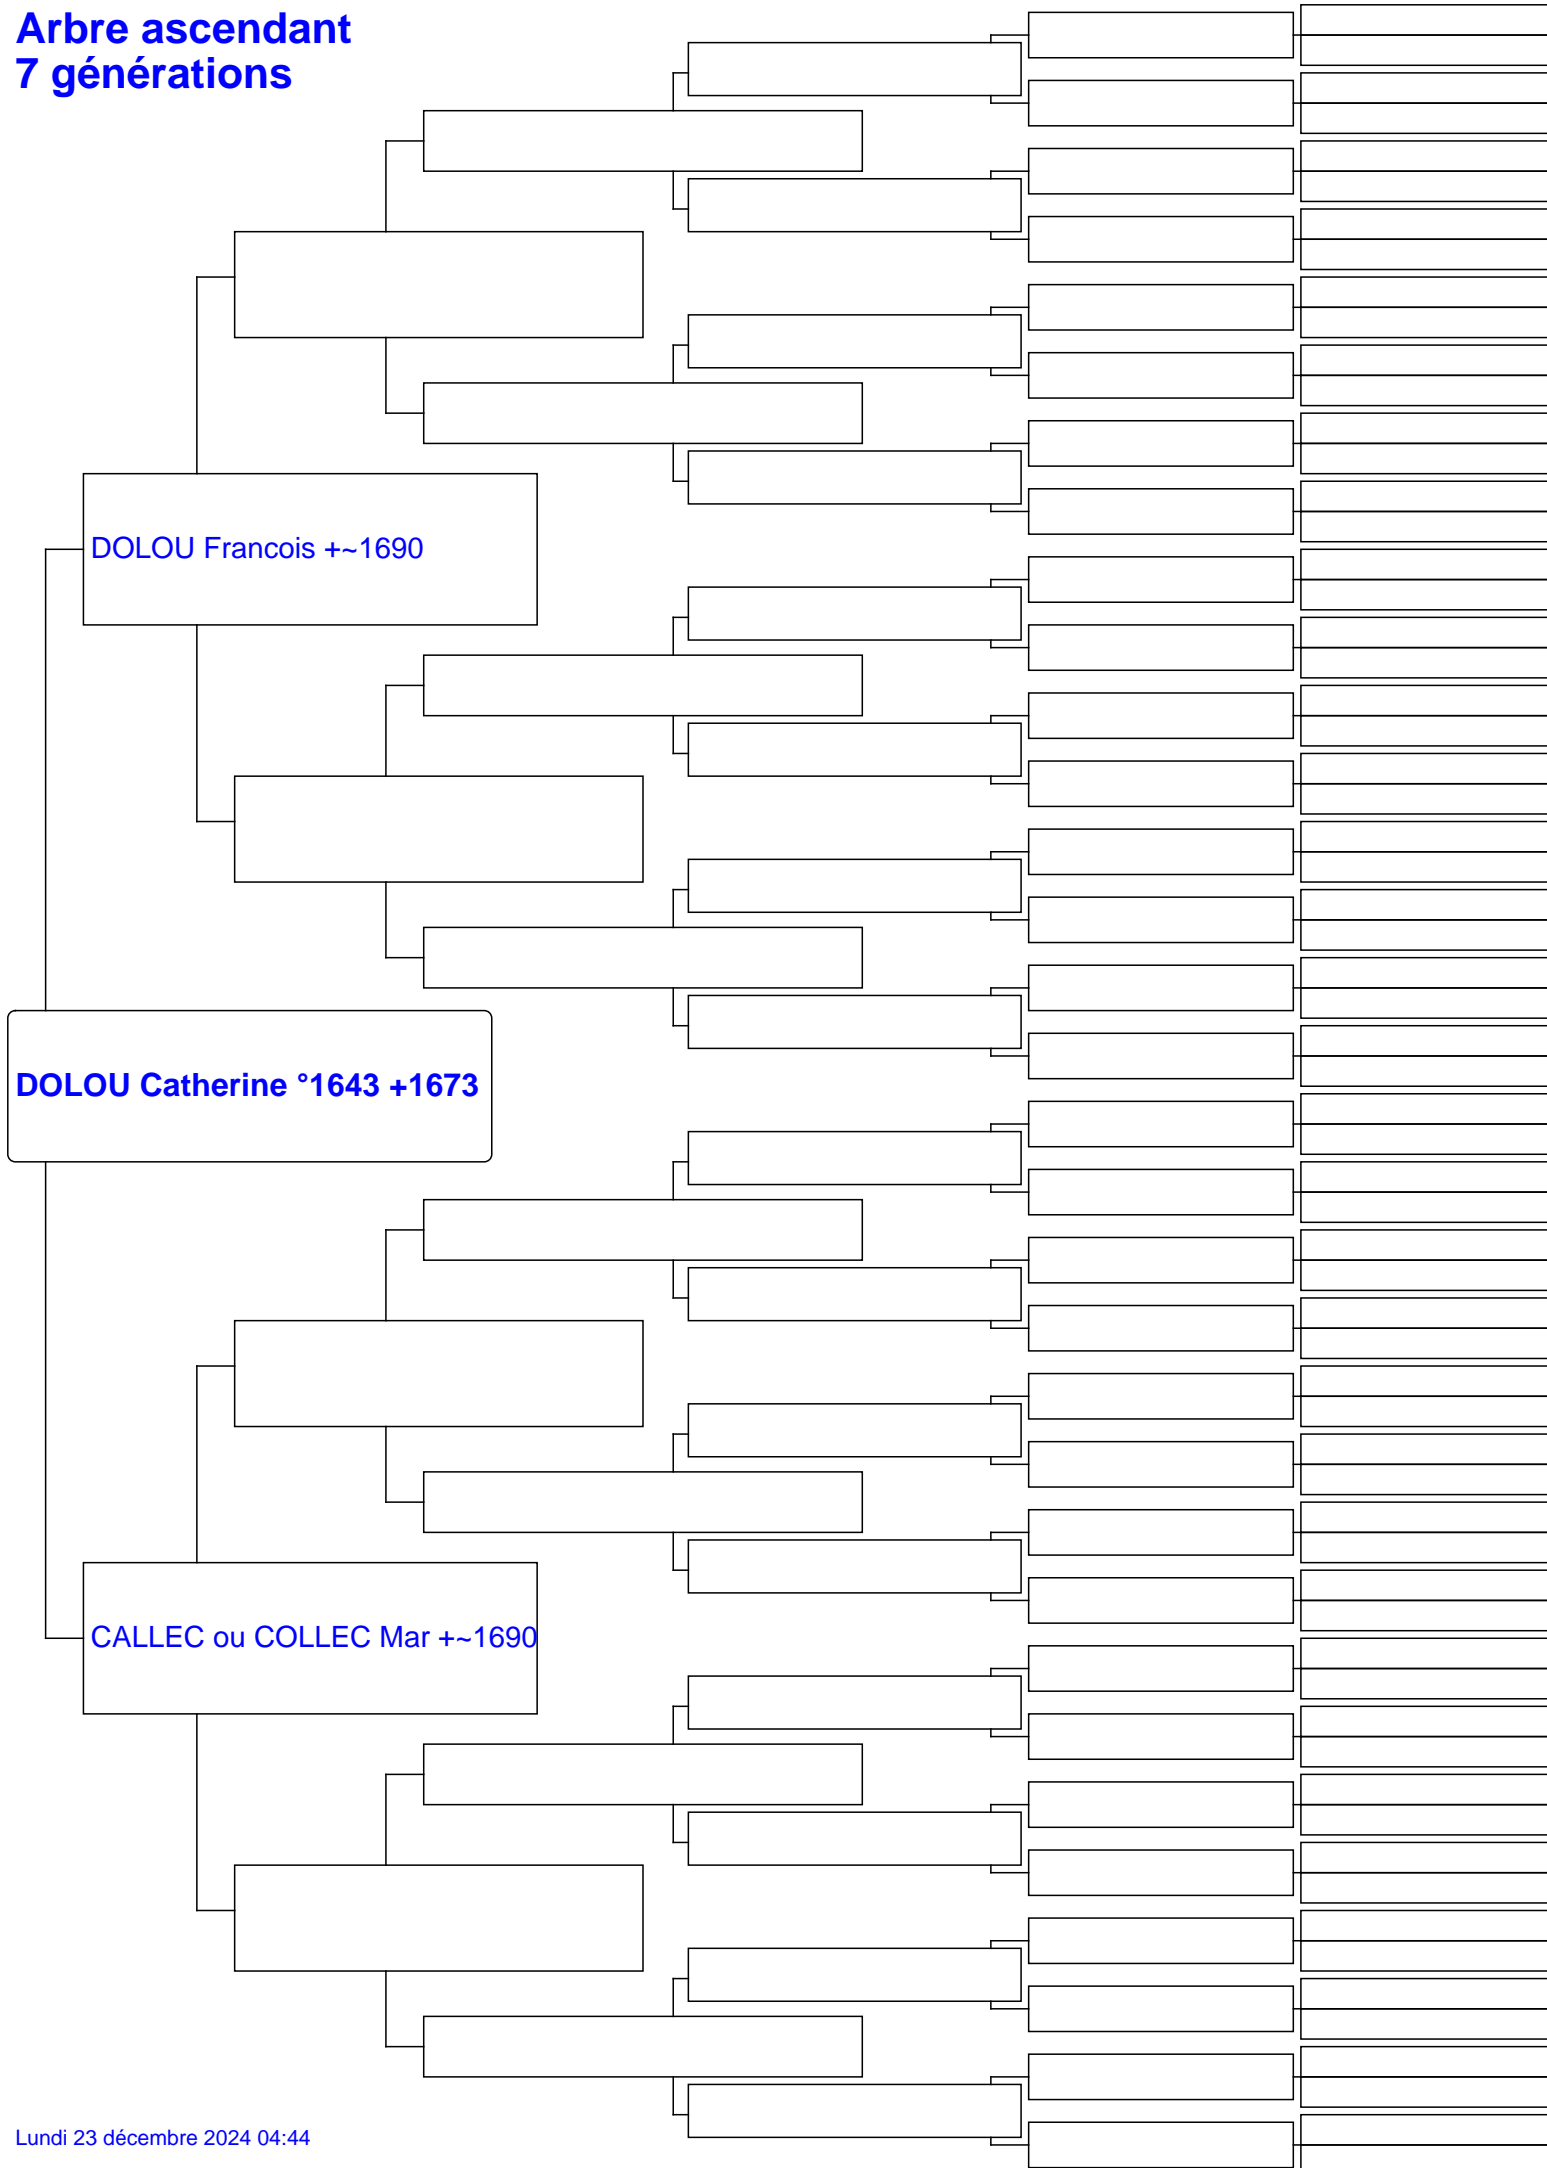 Arbre ascendant
7 générations
DOLOU Francois +~1690
DOLOU Catherine °1643 +1673
CALLEC ou COLLEC Mar +~1690
Lundi 23 décembre 2024 04:44